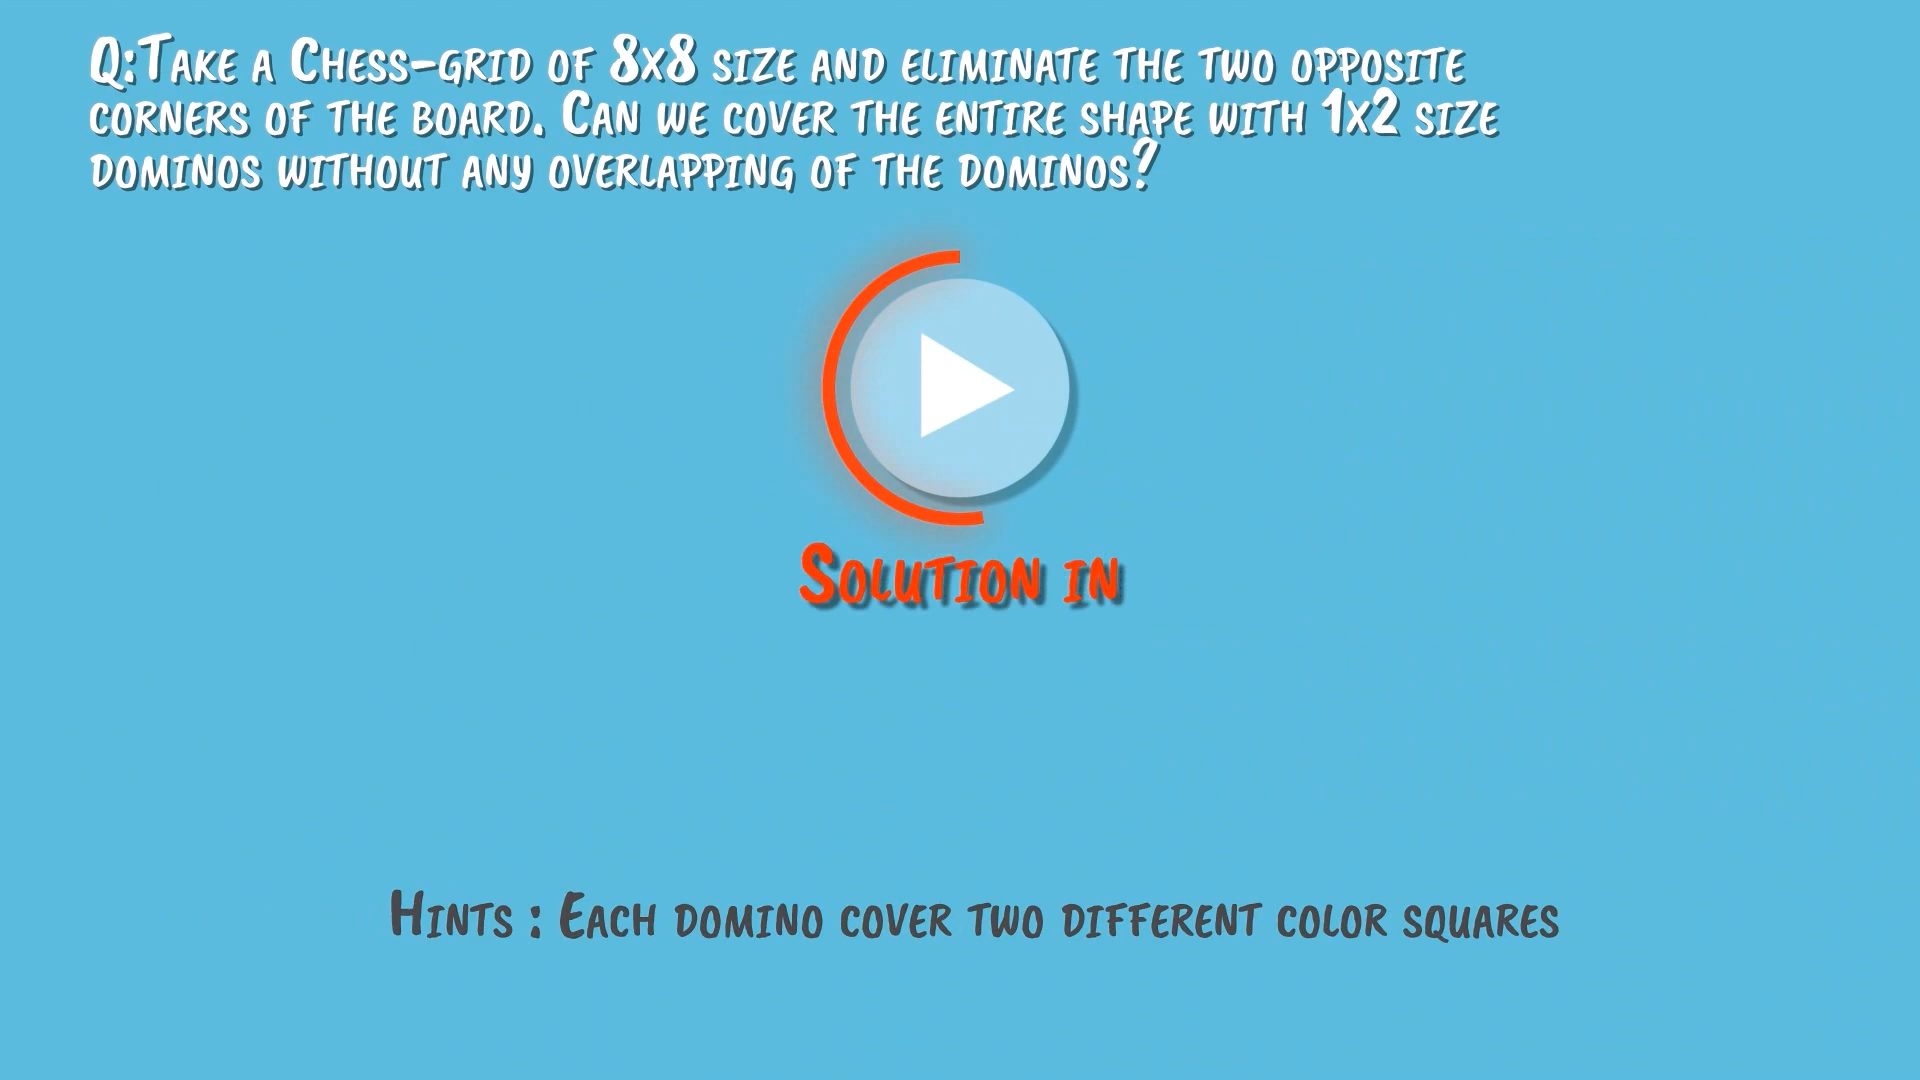 Q:Take a Chess-grid of 8x8 size and eliminate the two opposite
corners of the board. Can we cover the entire shape with 1x2 size
dominos without any overlapping of the dominos?
Solution in
Hints : Each domino cover two different color squares